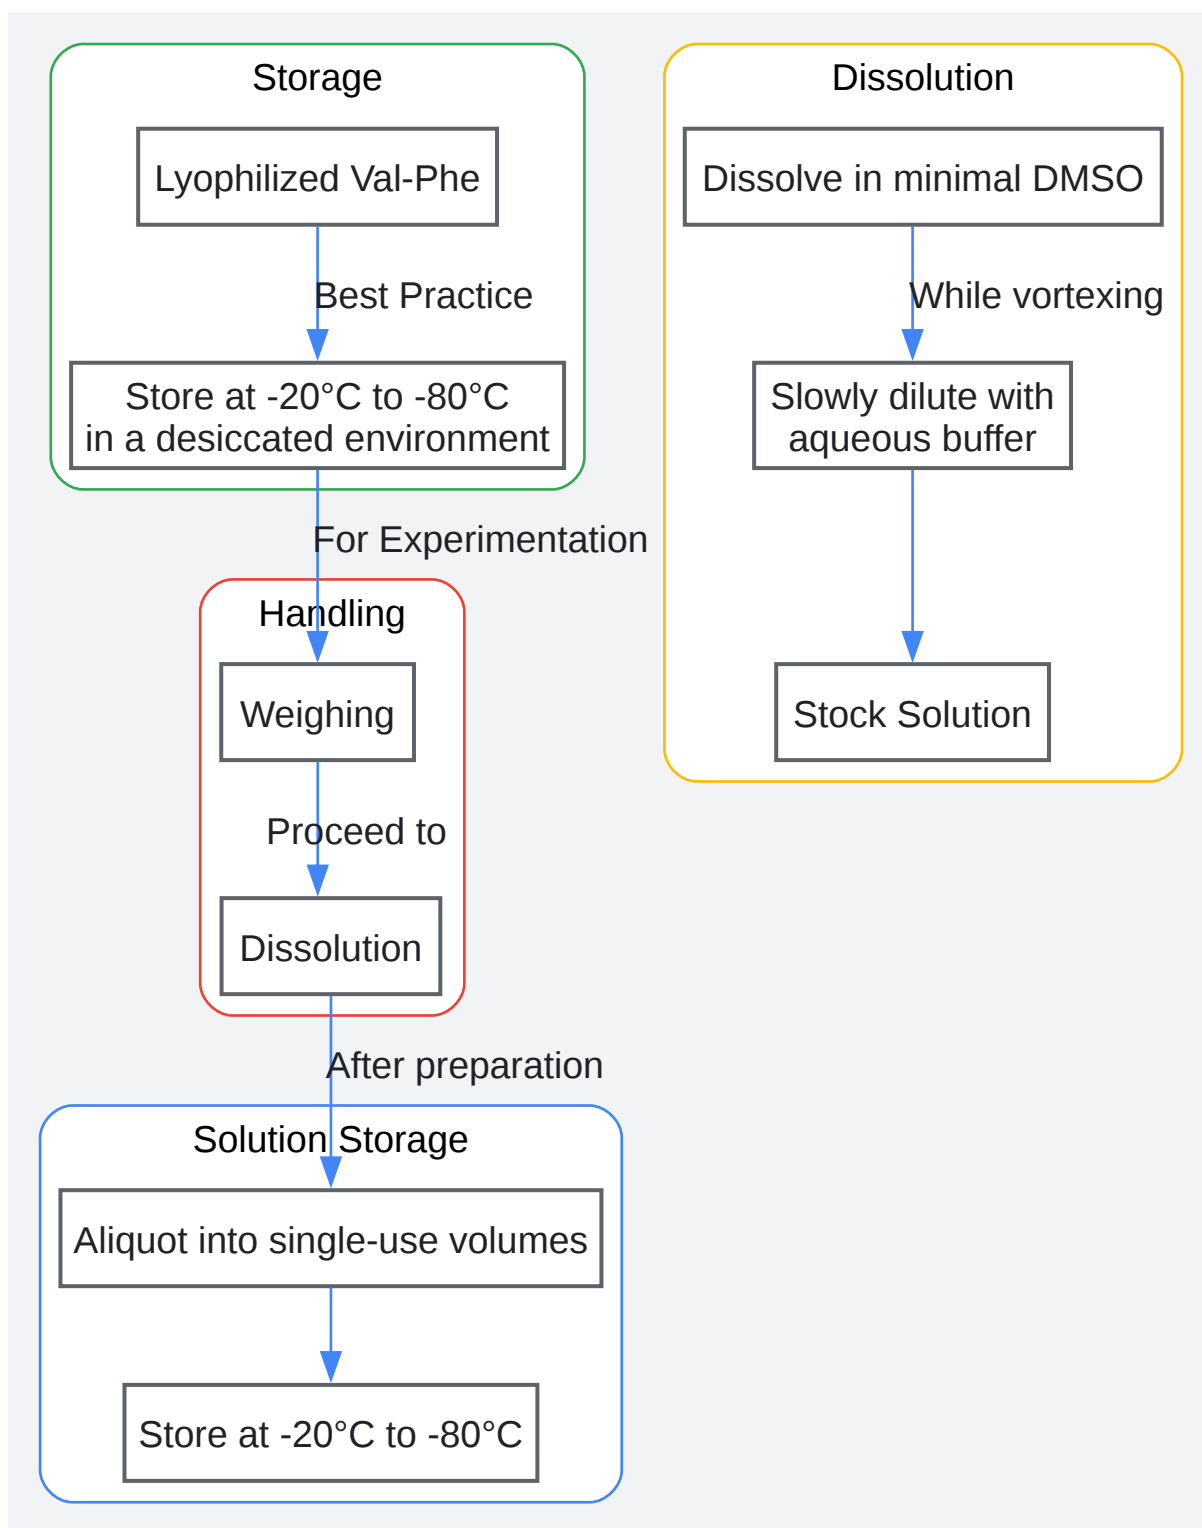 Storage
Lyophilized Val-Phe
Best Practice
Store at -20°C to -80°C
in a desiccated environment
For Experimentation
Handling
Weighing
Proceed to
Dissolution
After preparation
Solution Storage
Aliquot into single-use volumes
Store at -20°C to -80°C
Dissolution
Dissolve in minimal DMSO
While vortexing
Slowly dilute with
aqueous buffer
Stock Solution